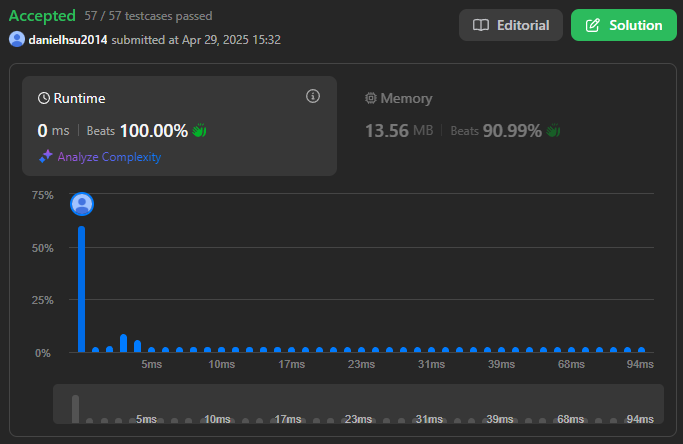 Accepted 57 / 57 testcases passed
danielhsu2014 submitted at Apr 29, 2025 15:32
Editorial
Solution
Runtime
0 ms Beats 100.00%
Analyze Complexity
Memory
13.56 MB Beats 90.99%
75%
50%
25%
0%
5ms 10ms 17ms 23ms 31ms 39ms 68ms 94ms
5ms 10ms 17ms 23ms 31ms 39ms 68ms 94ms